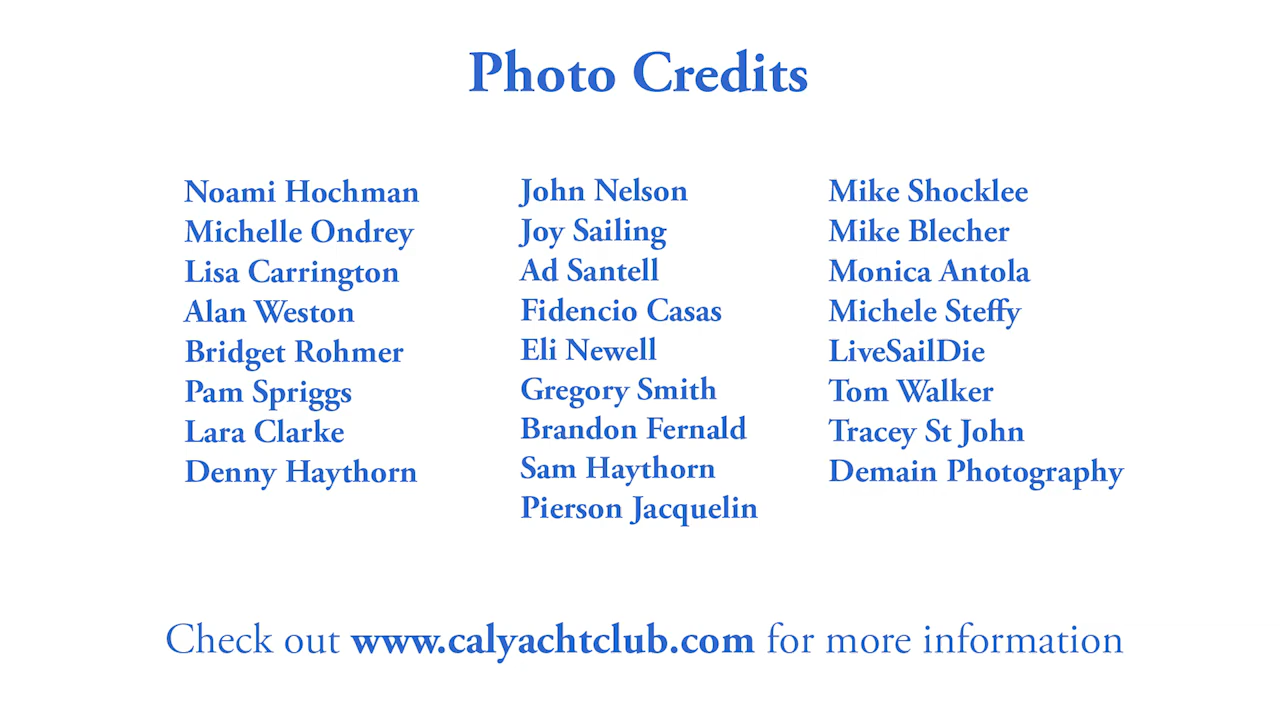 Photo Credits
Noami Hochman
Michelle Ondrey
Lisa Carrington
Alan Weston
Bridget Rohmer
Pam Spriggs
Lara Clarke
Denny Haythorn
John Nelson
Joy Sailing
Ad Santell
Fidencio Casas
Eli Newell
Gregory Smith
Brandon Fernald
Sam Haythorn
Pierson Jacquelin
Mike Shocklee
Mike Blecher
Monica Antola
Michele Steffy
LiveSailDie
Tom Walker
Tracey St John
Demain Photography
Check out www.calyachtclub.com for more information